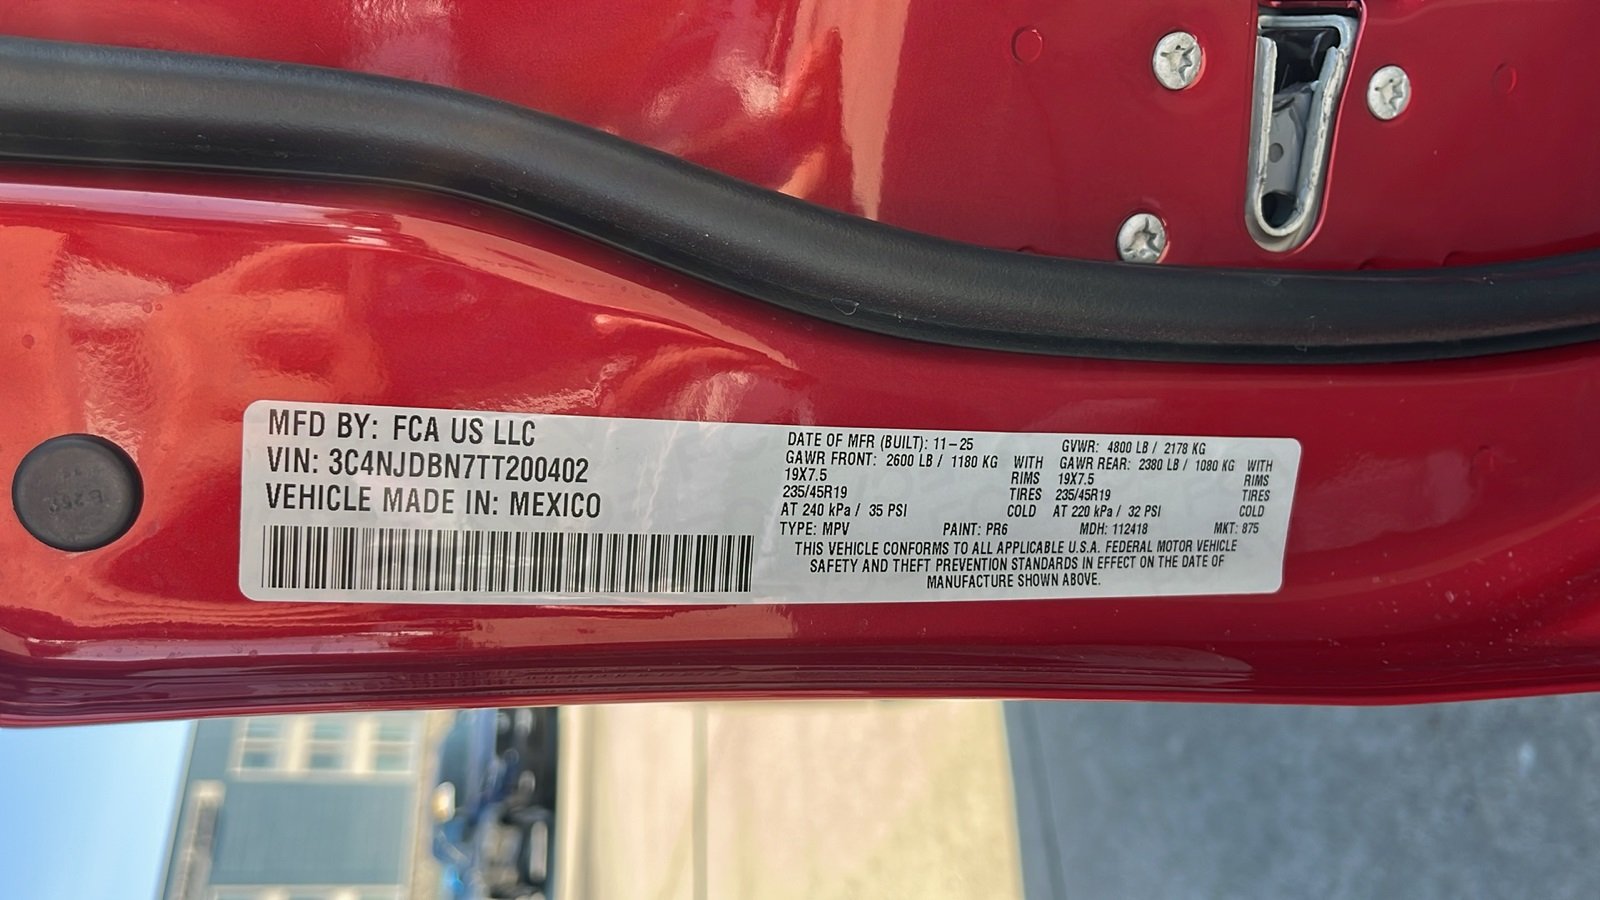 MFD BY: FCA US LLC
VIN: 3C4NJDBN7TT200402
VEHICLE MADE IN: MEXICO
DATE OF MFR (BUILT): 11-25 GVWR: 4800 LB / 2178 KG
GAWR FRONT: 2600 LB / 1180 KG WITH GAWR REAR: 2380 LB / 1080 KG WITH
19X7.5 RIMS 19X7.5 RIMS
235/45R19 TIRES 235/45R19 TIRES
AT 240 kPa / 35 PSI COLD AT 220 kPa / 32 PSI COLD
TYPE: MPV PAINT: PR6 MDH: 112418 MKT: 875
THIS VEHICLE CONFORMS TO ALL APPLICABLE U.S.A. FEDERAL MOTOR VEHICLE
SAFETY AND THEFT PREVENTION STANDARDS IN EFFECT ON THE DATE OF
MANUFACTURE SHOWN ABOVE.